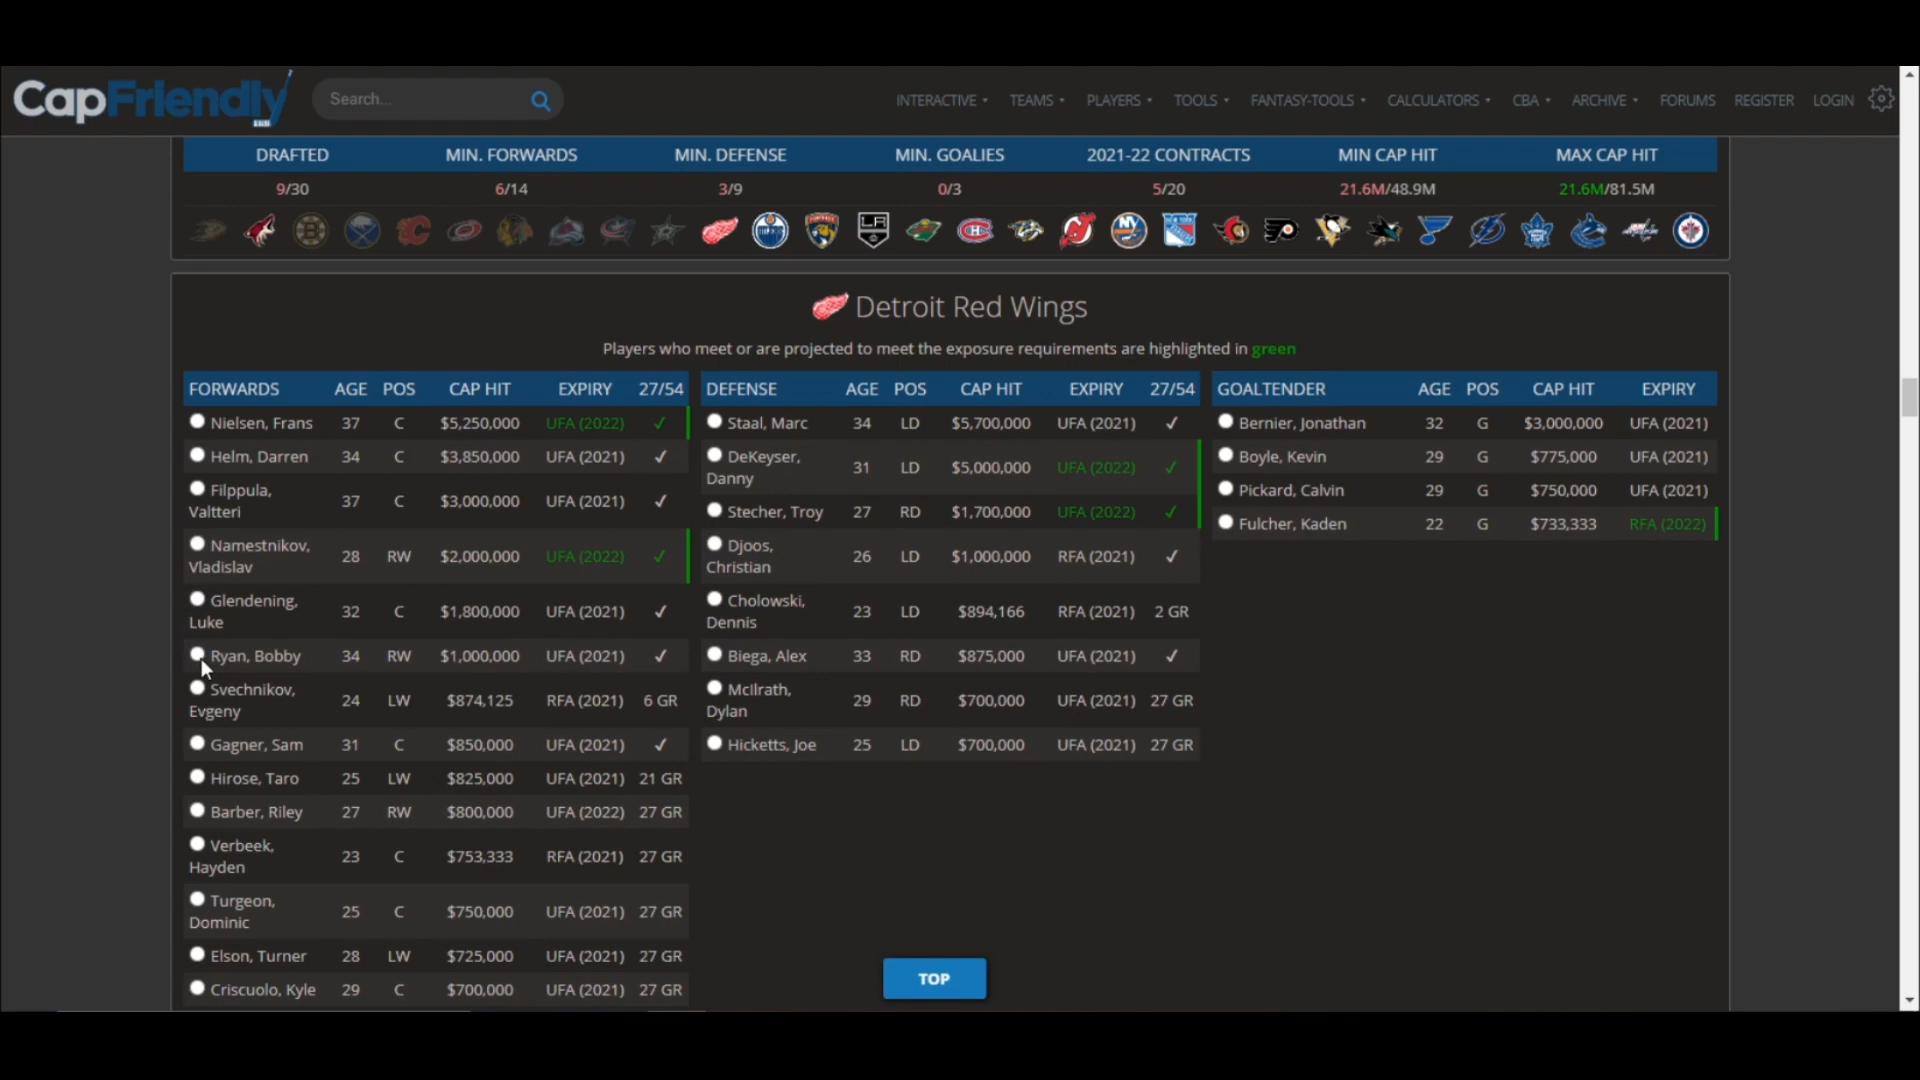 CapFriendly
Search...
INTERACTIVE TEAMS PLAYERS TOOLS FANTASY-TOOLS CALCULATORS CBA ARCHIVE FORUMS REGISTER LOGIN
DRAFTED MIN. FORWARDS MIN. DEFENSE MIN. GOALIES 2021-22 CONTRACTS MIN CAP HIT MAX CAP HIT
9/30 6/14 3/9 0/3 5/20 21.6M/48.9M 21.6M/81.5M
Detroit Red Wings
Players who meet or are projected to meet the exposure requirements are highlighted in green
FORWARDS AGE POS CAP HIT EXPIRY 27/54
Nielsen, Frans 37 C $5,250,000 UFA (2022) ✓
Helm, Darren 34 C $3,850,000 UFA (2021) ✓
Filppula,
Valtteri 37 C $3,000,000 UFA (2021) ✓
Namestnikov,
Vladislav 28 RW $2,000,000 UFA (2022) ✓
Glendening,
Luke 32 C $1,800,000 UFA (2021) ✓
Ryan, Bobby 34 RW $1,000,000 UFA (2021) ✓
Svechnikov,
Evgeny 24 LW $874,125 RFA (2021) 6 GR
Gagner, Sam 31 C $850,000 UFA (2021) ✓
Hirose, Taro 25 LW $825,000 UFA (2021) 21 GR
Barber, Riley 27 RW $800,000 UFA (2022) 27 GR
Verbeek,
Hayden 23 C $753,333 RFA (2021) 27 GR
Turgeon,
Dominic 25 C $750,000 UFA (2021) 27 GR
Elson, Turner 28 LW $725,000 UFA (2021) 27 GR
Criscuolo, Kyle 29 C $700,000 UFA (2021) 27 GR
DEFENSE AGE POS CAP HIT EXPIRY 27/54
Staal, Marc 34 LD $5,700,000 UFA (2021) ✓
DeKeyser,
Danny 31 LD $5,000,000 UFA (2022) ✓
Stecher, Troy 27 RD $1,700,000 UFA (2022) ✓
Djoos,
Christian 26 LD $1,000,000 RFA (2021) ✓
Cholowski,
Dennis 23 LD $894,166 RFA (2021) 2 GR
Biega, Alex 33 RD $875,000 UFA (2021) ✓
McIlrath,
Dylan 29 RD $700,000 UFA (2021) 27 GR
Hicketts, Joe 25 LD $700,000 UFA (2021) 27 GR
GOALTENDER AGE POS CAP HIT EXPIRY
Bernier, Jonathan 32 G $3,000,000 UFA (2021)
Boyle, Kevin 29 G $775,000 UFA (2021)
Pickard, Calvin 29 G $750,000 UFA (2021)
Fulcher, Kaden 22 G $733,333 RFA (2022)
TOP